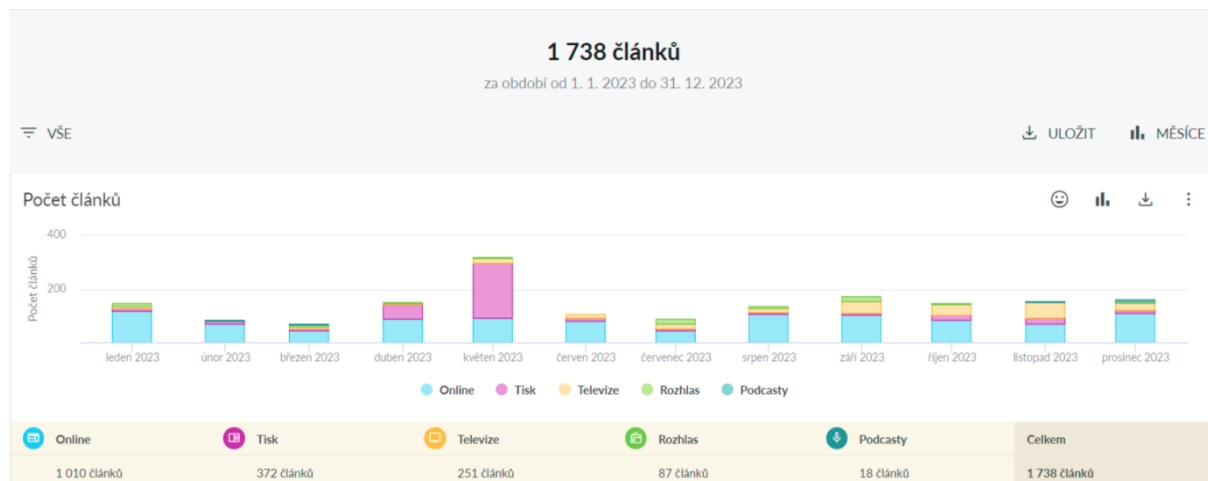 1 738 článků
za období od 1. 1. 2023 do 31. 12. 2023
VŠE
ULOŽIT
MĚSÍCE
Počet článků
400
200
Počet článků
leden 2023 únor 2023 březen 2023 duben 2023 květen 2023 červen 2023 červenec 2023 srpen 2023 září 2023 říjen 2023 listopad 2023 prosinec 2023
Online Tisk Televize Rozhlas Podcasty
Online Tisk Televize Rozhlas Podcasty Celkem
1 010 článků 372 článků 251 článků 87 článků 18 článků 1 738 článků